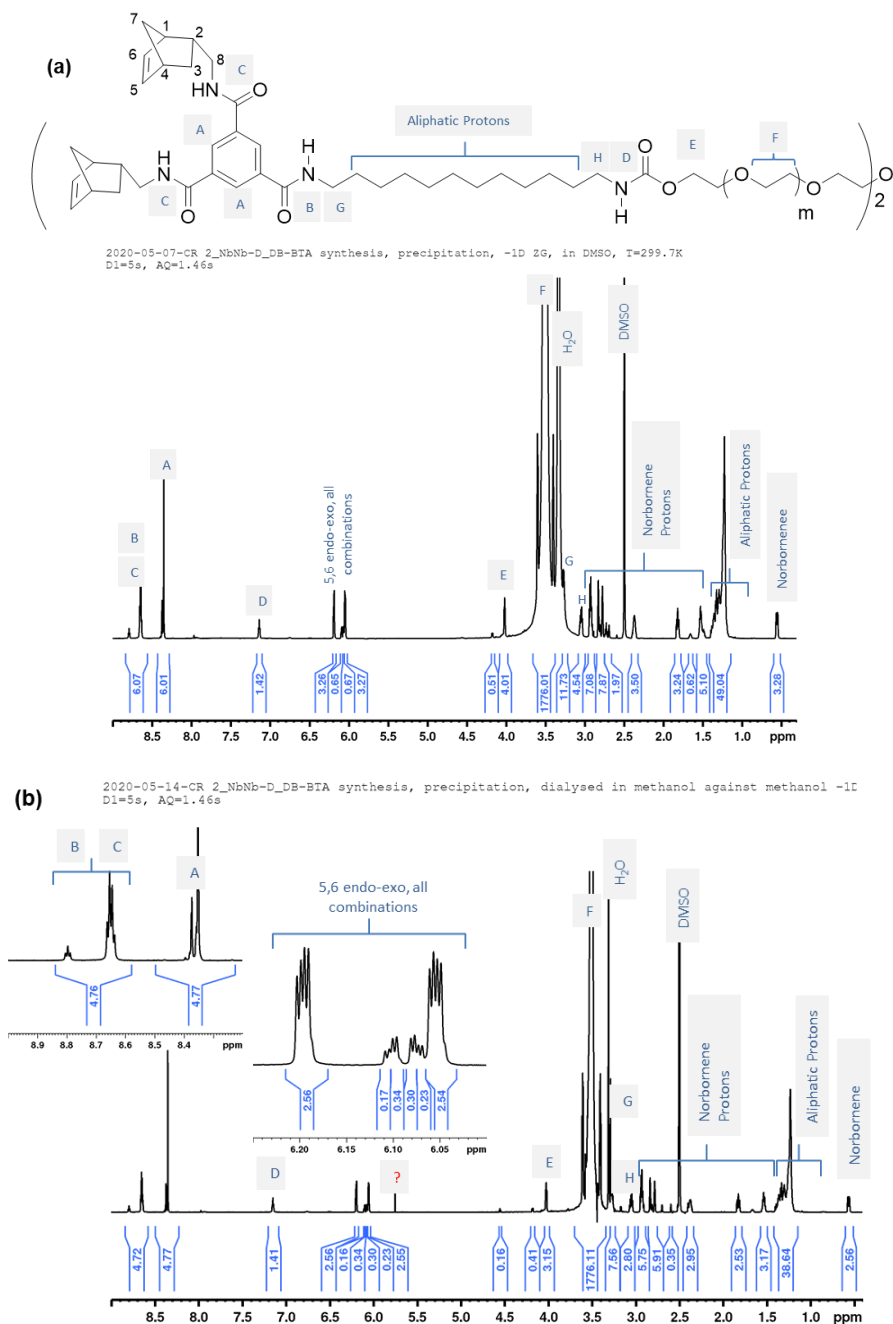 (a)
7
1
2
6
3
8
4
5
NH
C
O
A
Aliphatic Protons
H
N
H
D
O
E
F
O
NH
A
O
C
O
B
G
N
H
O
O
m
O
2
2020-05-07-CR 2_NbNb-D_DB-BTA synthesis, precipitation, -1D ZG, in DMSO, T=299.7K
D1=5s, AQ=1.46s
F
H2O
DMSO
A
B
C
D
5,6 endo-exo, all
combinations
E
G
H
Norbornene
Protons
Aliphatic Protons
Norbornenee
6.07 6.01 1.42 3.26 0.65 0.67 3.27 0.51 4.01 1776.01 11.73 4.54 7.08 7.87 1.97 3.50 3.24 0.62 5.10 49.04 3.28
8.5 8.0 7.5 7.0 6.5 6.0 5.5 5.0 4.5 4.0 3.5 3.0 2.5 2.0 1.5 1.0 ppm
(b)
2020-05-14-CR 2_NbNb-D_DB-BTA synthesis, precipitation, dialysed in methanol against methanol -1D
D1=5s, AQ=1.46s
B C
A
4.76 4.77
8.9 8.8 8.7 8.6 8.5 8.4 ppm
5,6 endo-exo, all
combinations
2.56 0.17 0.34 0.30 0.23 2.54
6.20 6.15 6.10 6.05 ppm
F
H2O
DMSO
D
?
E
G
H
Norbornene
Protons
Aliphatic Protons
Norbornene
4.72 4.77 1.41 2.56 0.16 0.34 0.30 0.23 2.55 0.16 0.41 3.15 1776.11 7.56 2.80 5.75 5.91 0.35 2.95 2.53 3.17 38.64 2.56
8.5 8.0 7.5 7.0 6.5 6.0 5.5 5.0 4.5 4.0 3.5 3.0 2.5 2.0 1.5 1.0 ppm